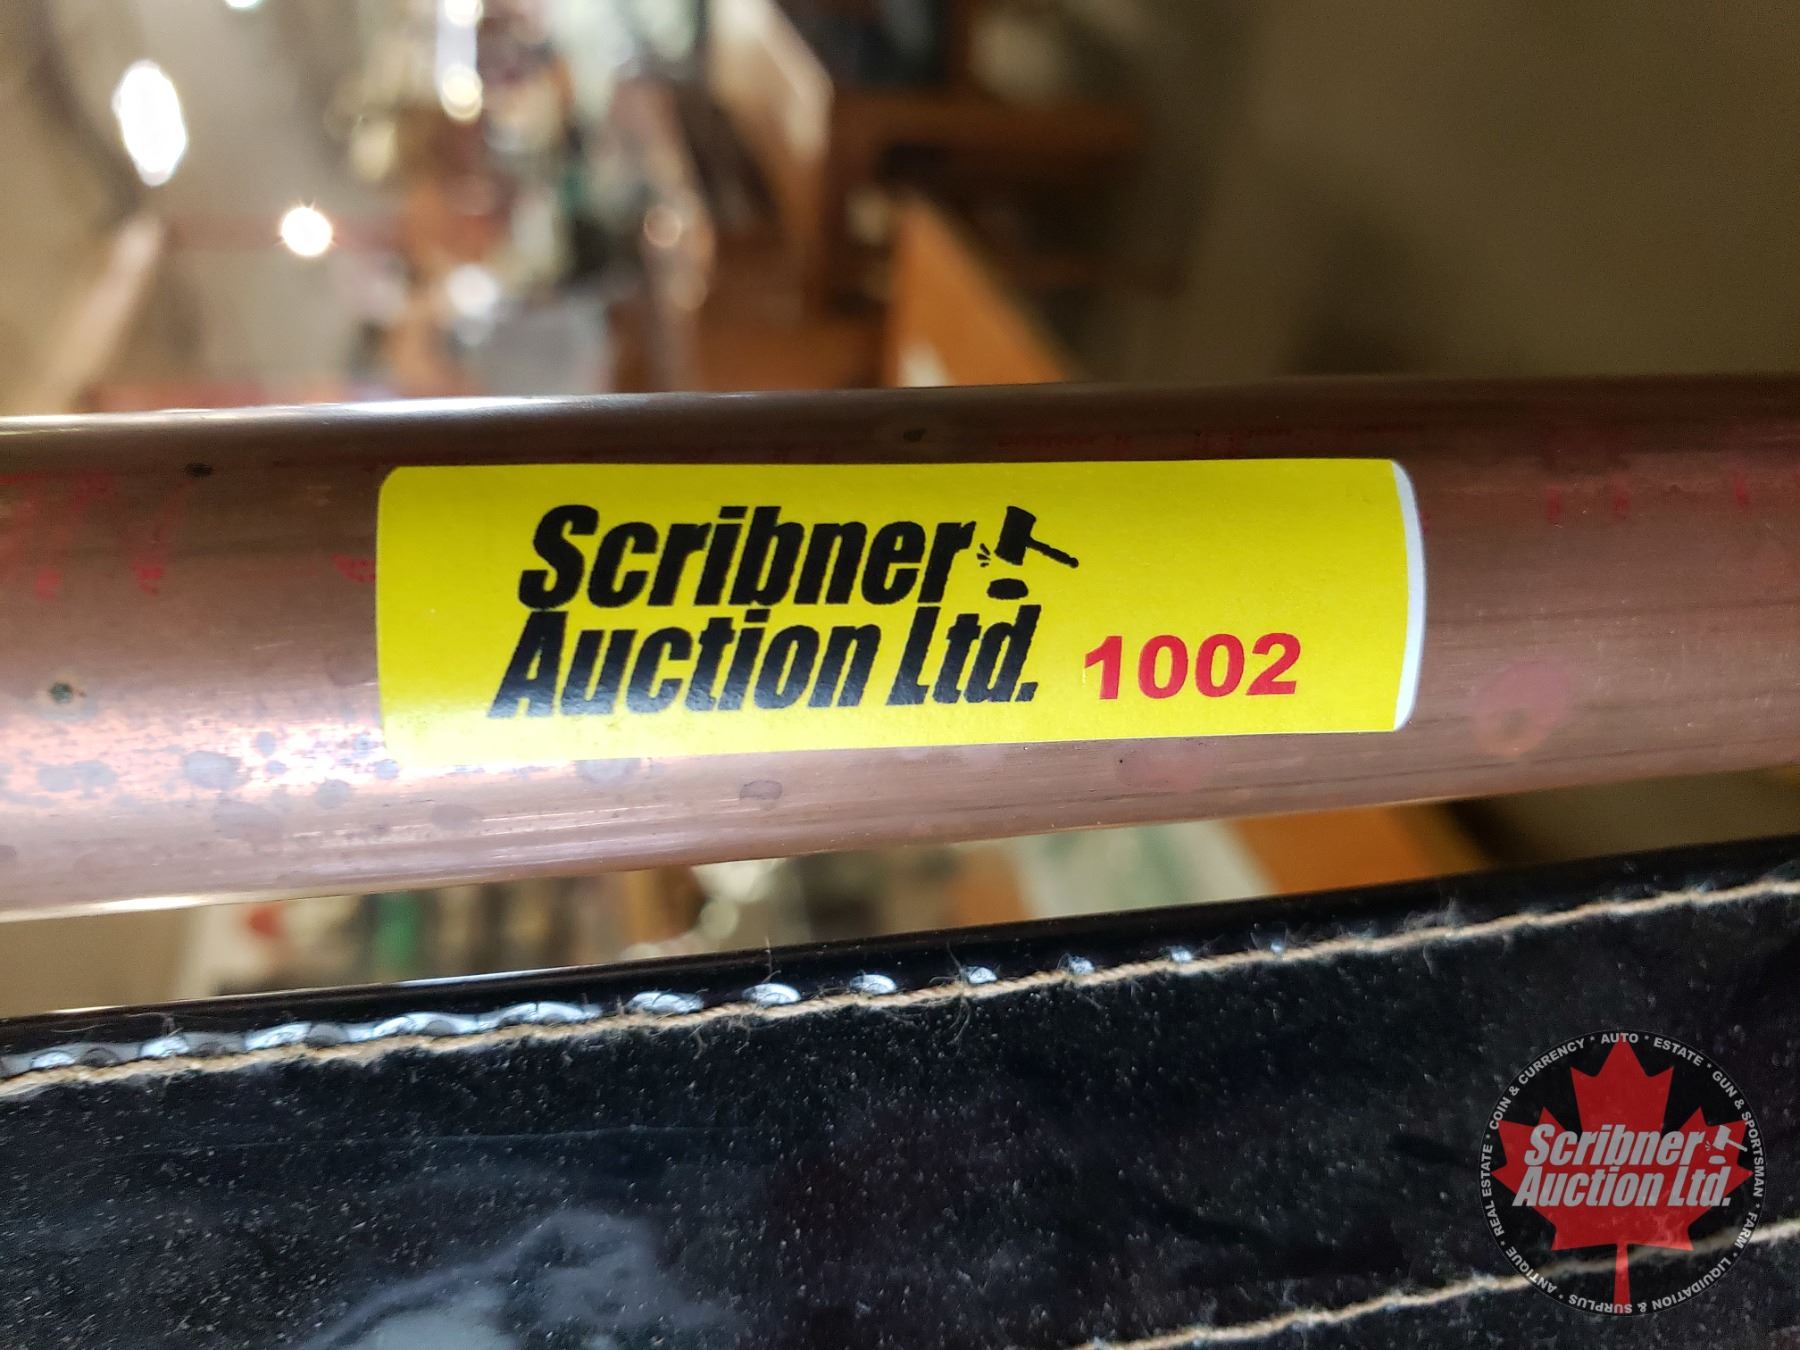 Scribner
Auction Ltd.
1002
COIN & CURRENCY • AUTO • ESTATE • GUN & SPORTSMAN • FARM • LIQUIDATION & SURPLUS • ANTIQUE • REAL ESTATE •
Scribner
Auction Ltd.